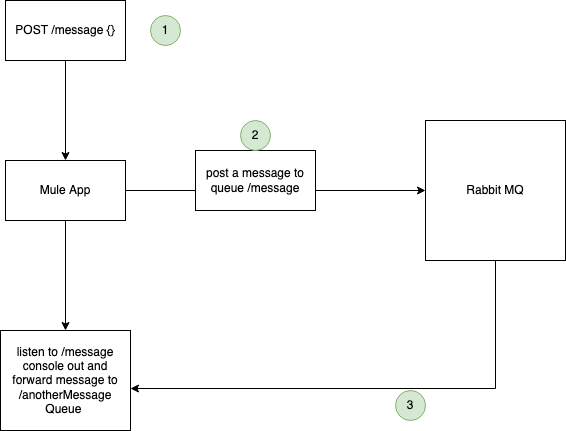 POST /message {}
1
2
post a message to
queue /message
Mule App
Rabbit MQ
listen to /message
console out and
forward message to
/anotherMessage
Queue
3